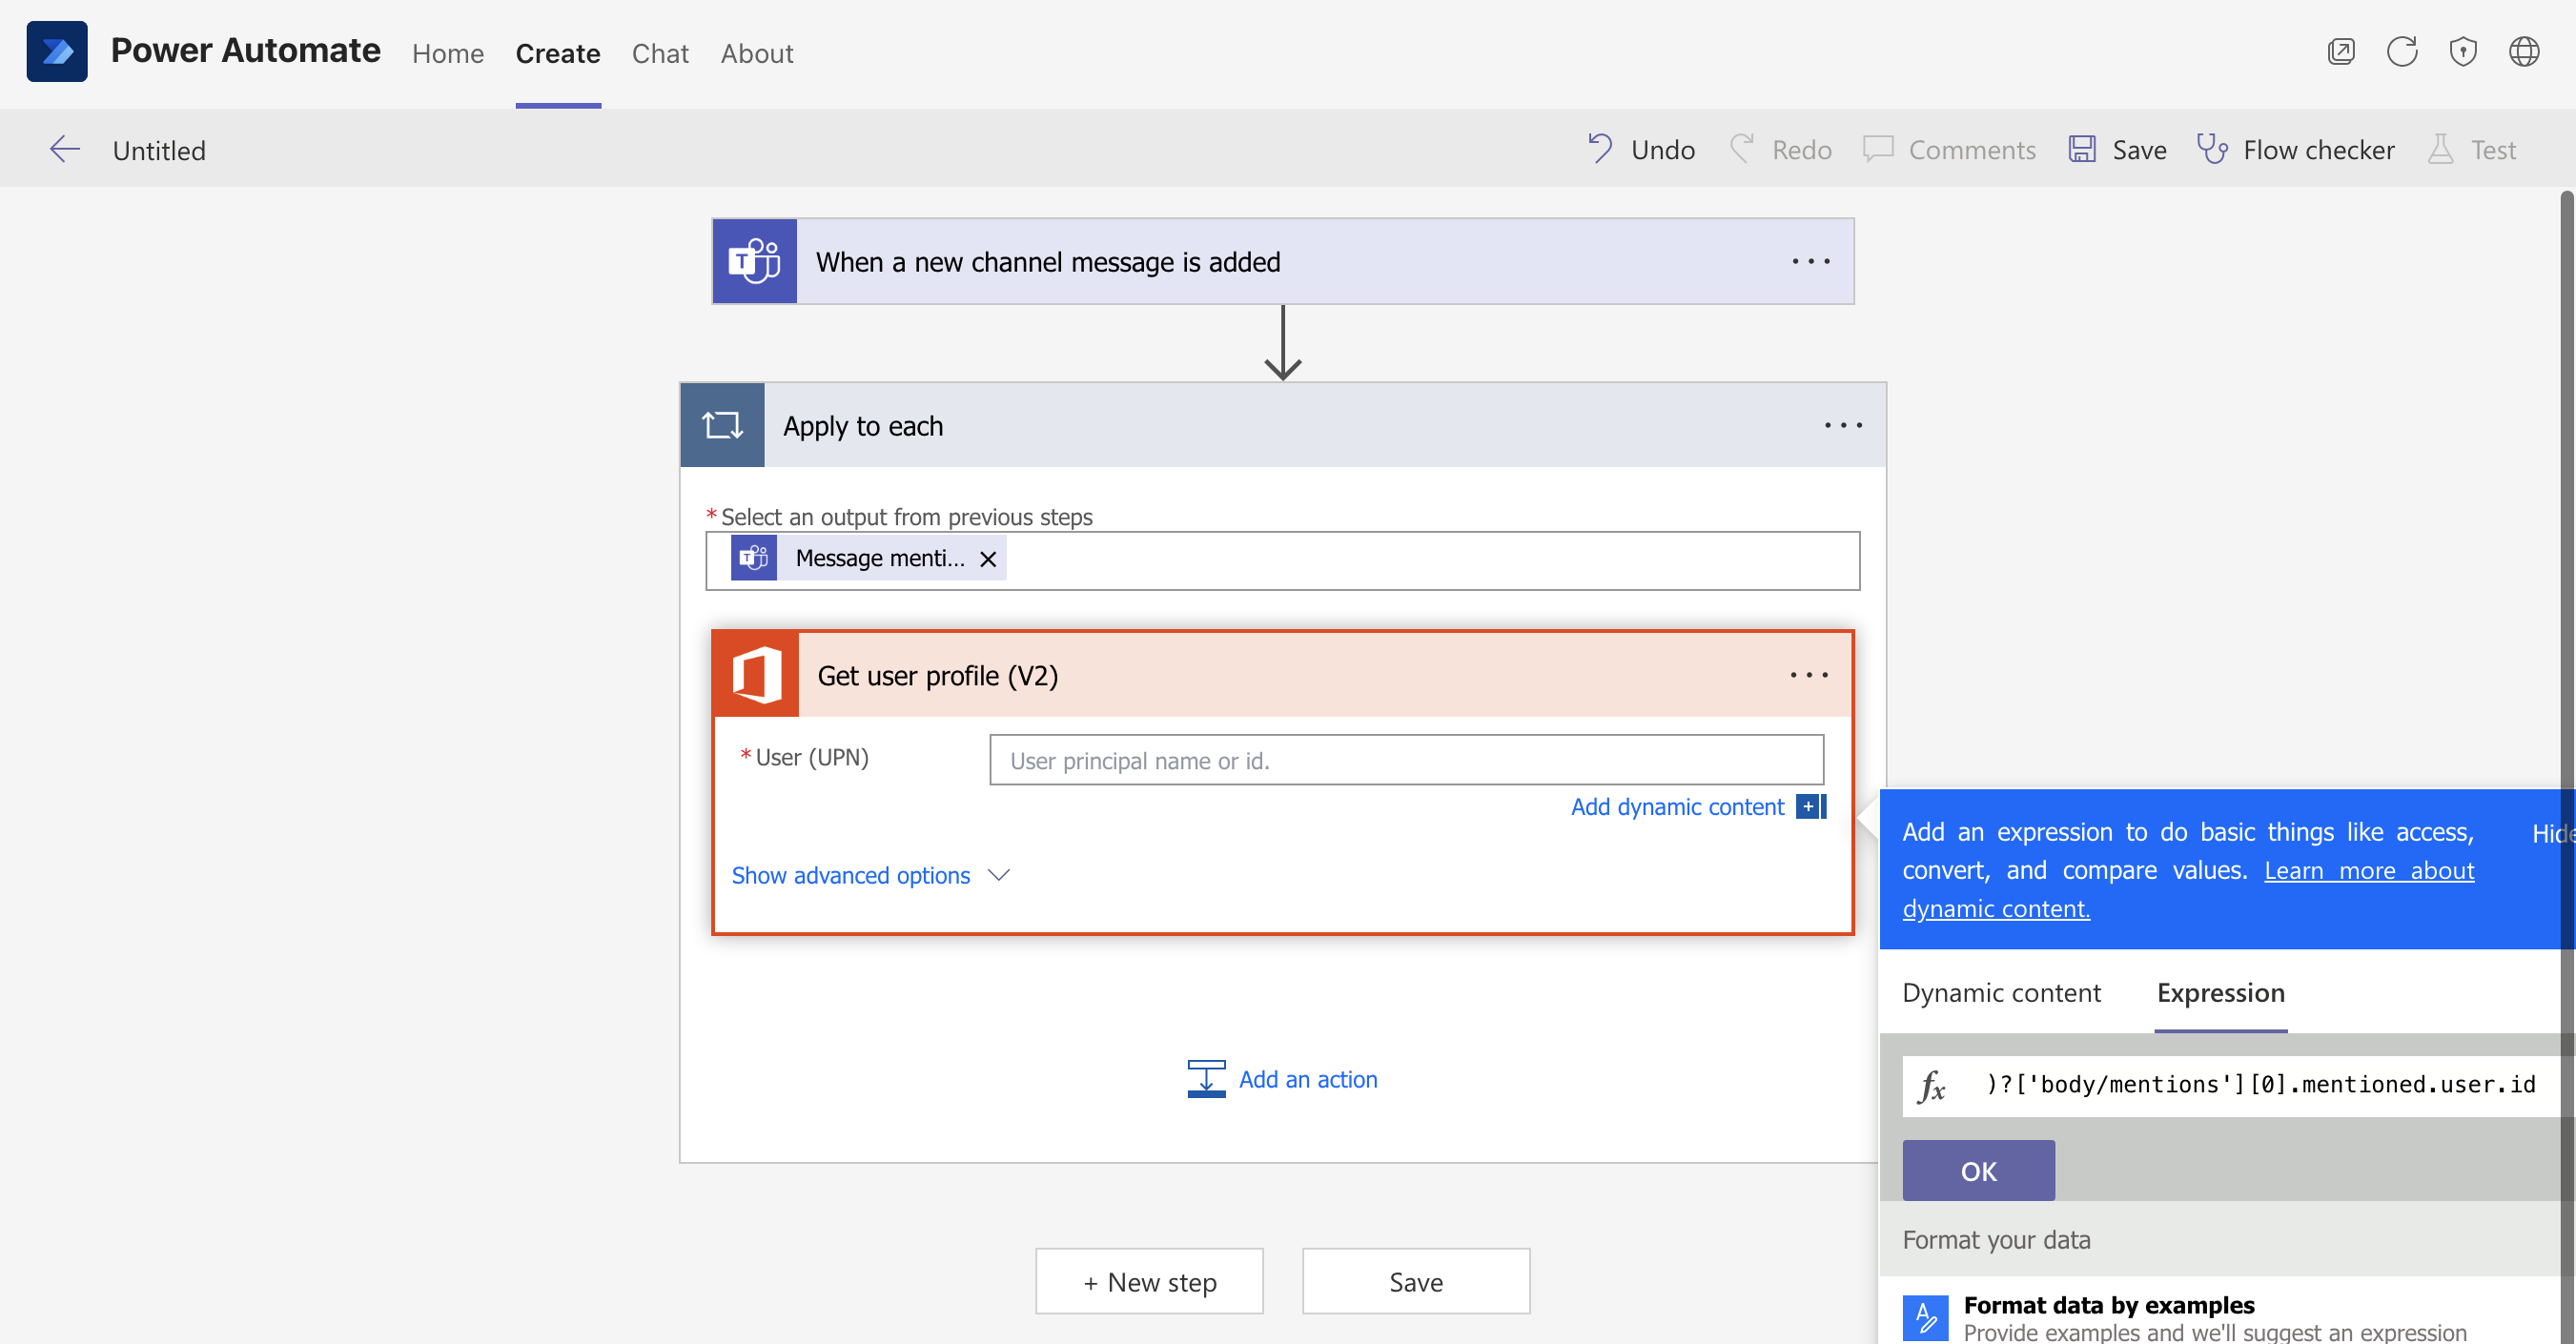 Power Automate Home Create Chat About
Untitled Undo Redo Comments Save Flow checker Test
When a new channel message is added
Apply to each
* Select an output from previous steps
Message menti...
Get user profile (V2)
* User (UPN) User principal name or id.
Add dynamic content
Show advanced options
Add an action
+ New step Save
Add an expression to do basic things like access, Hide
convert, and compare values. Learn more about
dynamic content.
Dynamic content Expression
fx )?['body/mentions'][0].mentioned.user.id
OK
Format your data
Format data by examples
Provide examples and we'll suggest an expression